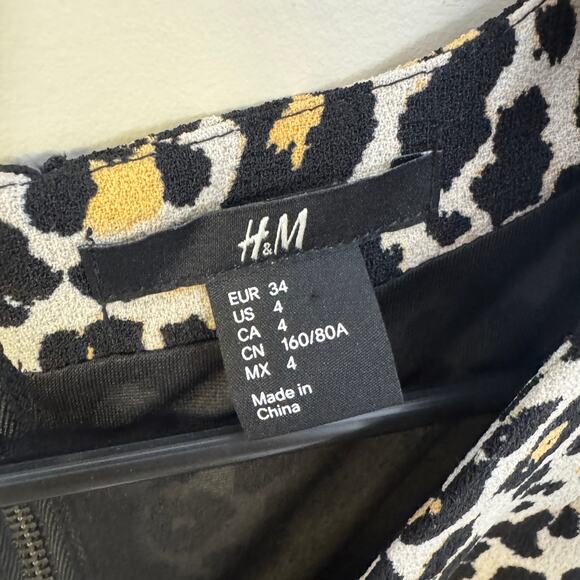 H&M
EUR 34
US 4
CA 4
CN 160/80A
MX 4
Made in
China